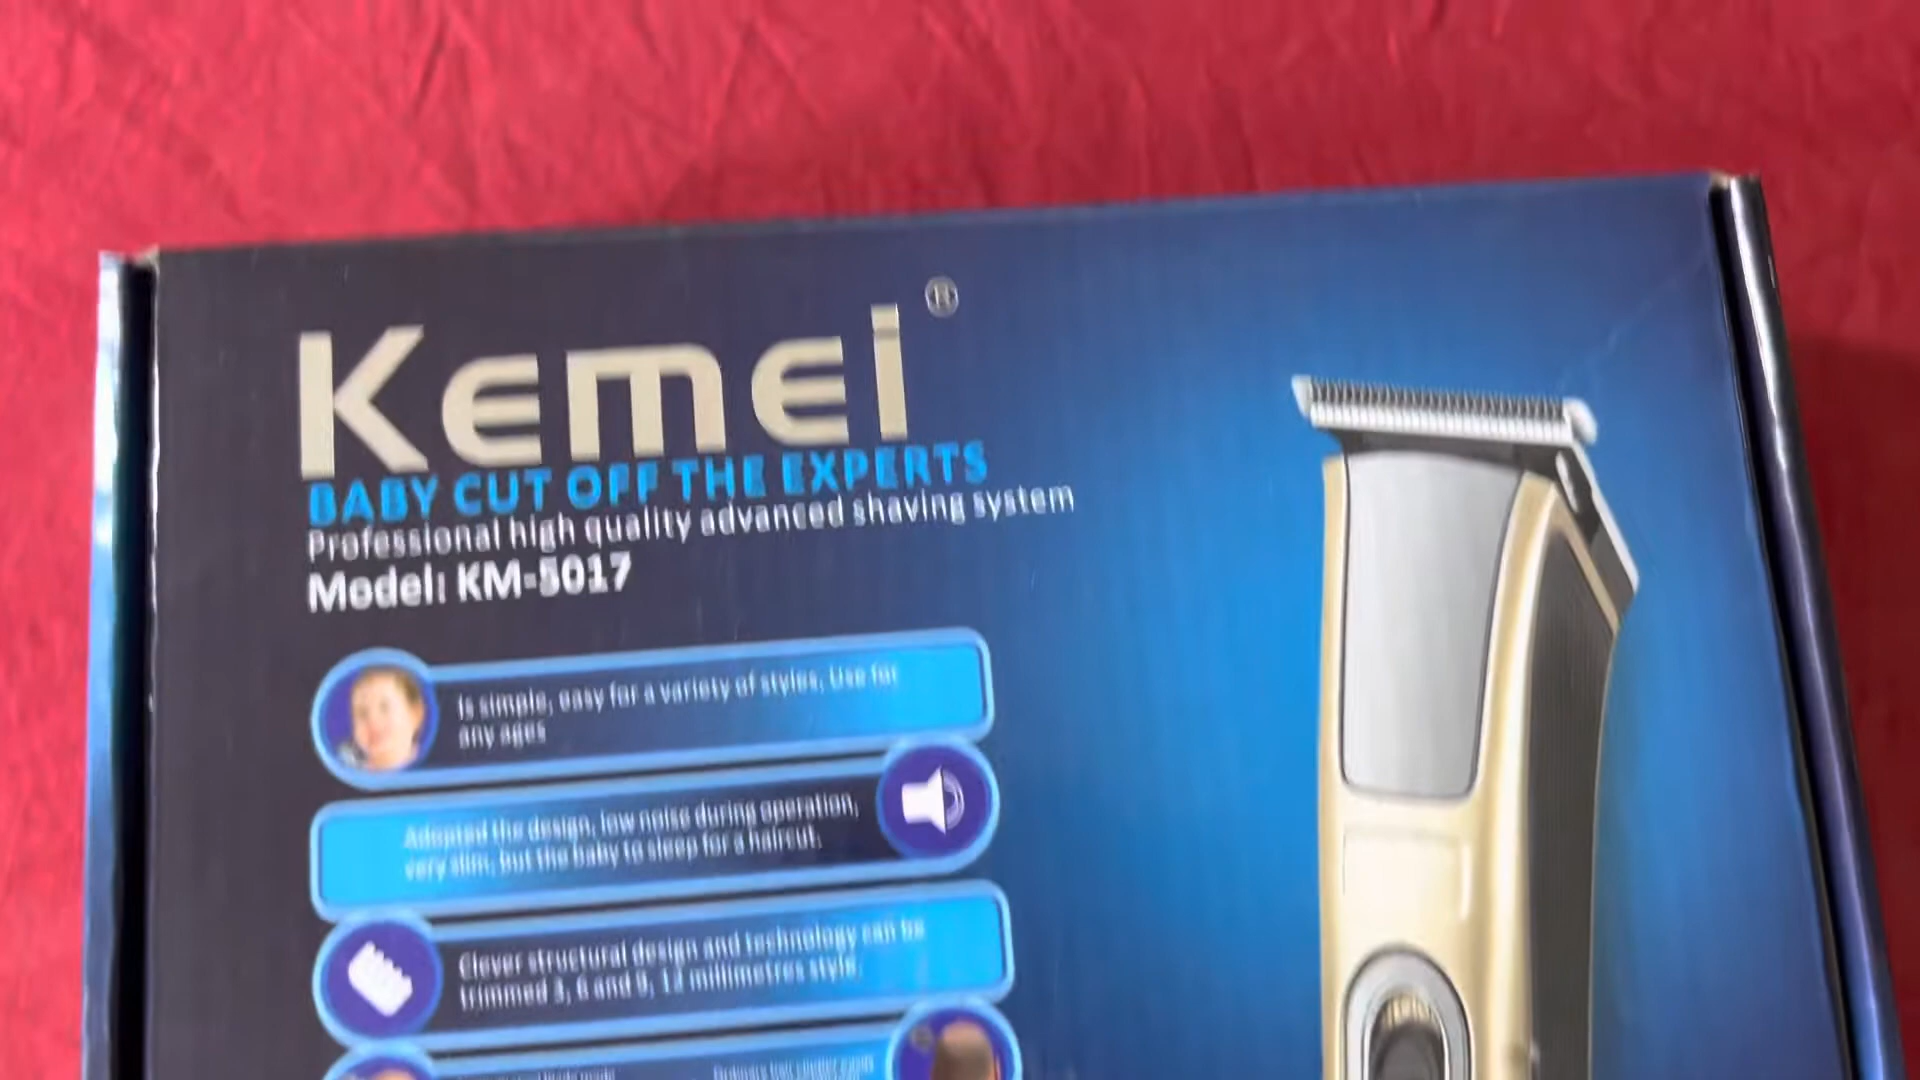 Kemei ®
BABY CUT OFF THE EXPERTS
Professional high quality advanced shaving system
Model: KM-5017
Is simple, easy for a variety of styles, Use for
any ages
Adopted the design, low noise during operation,
very slim, but the baby to sleep for a haircut.
Clever structural design and technology can be
trimmed 3, 6 and 9, 12 millimetres style.